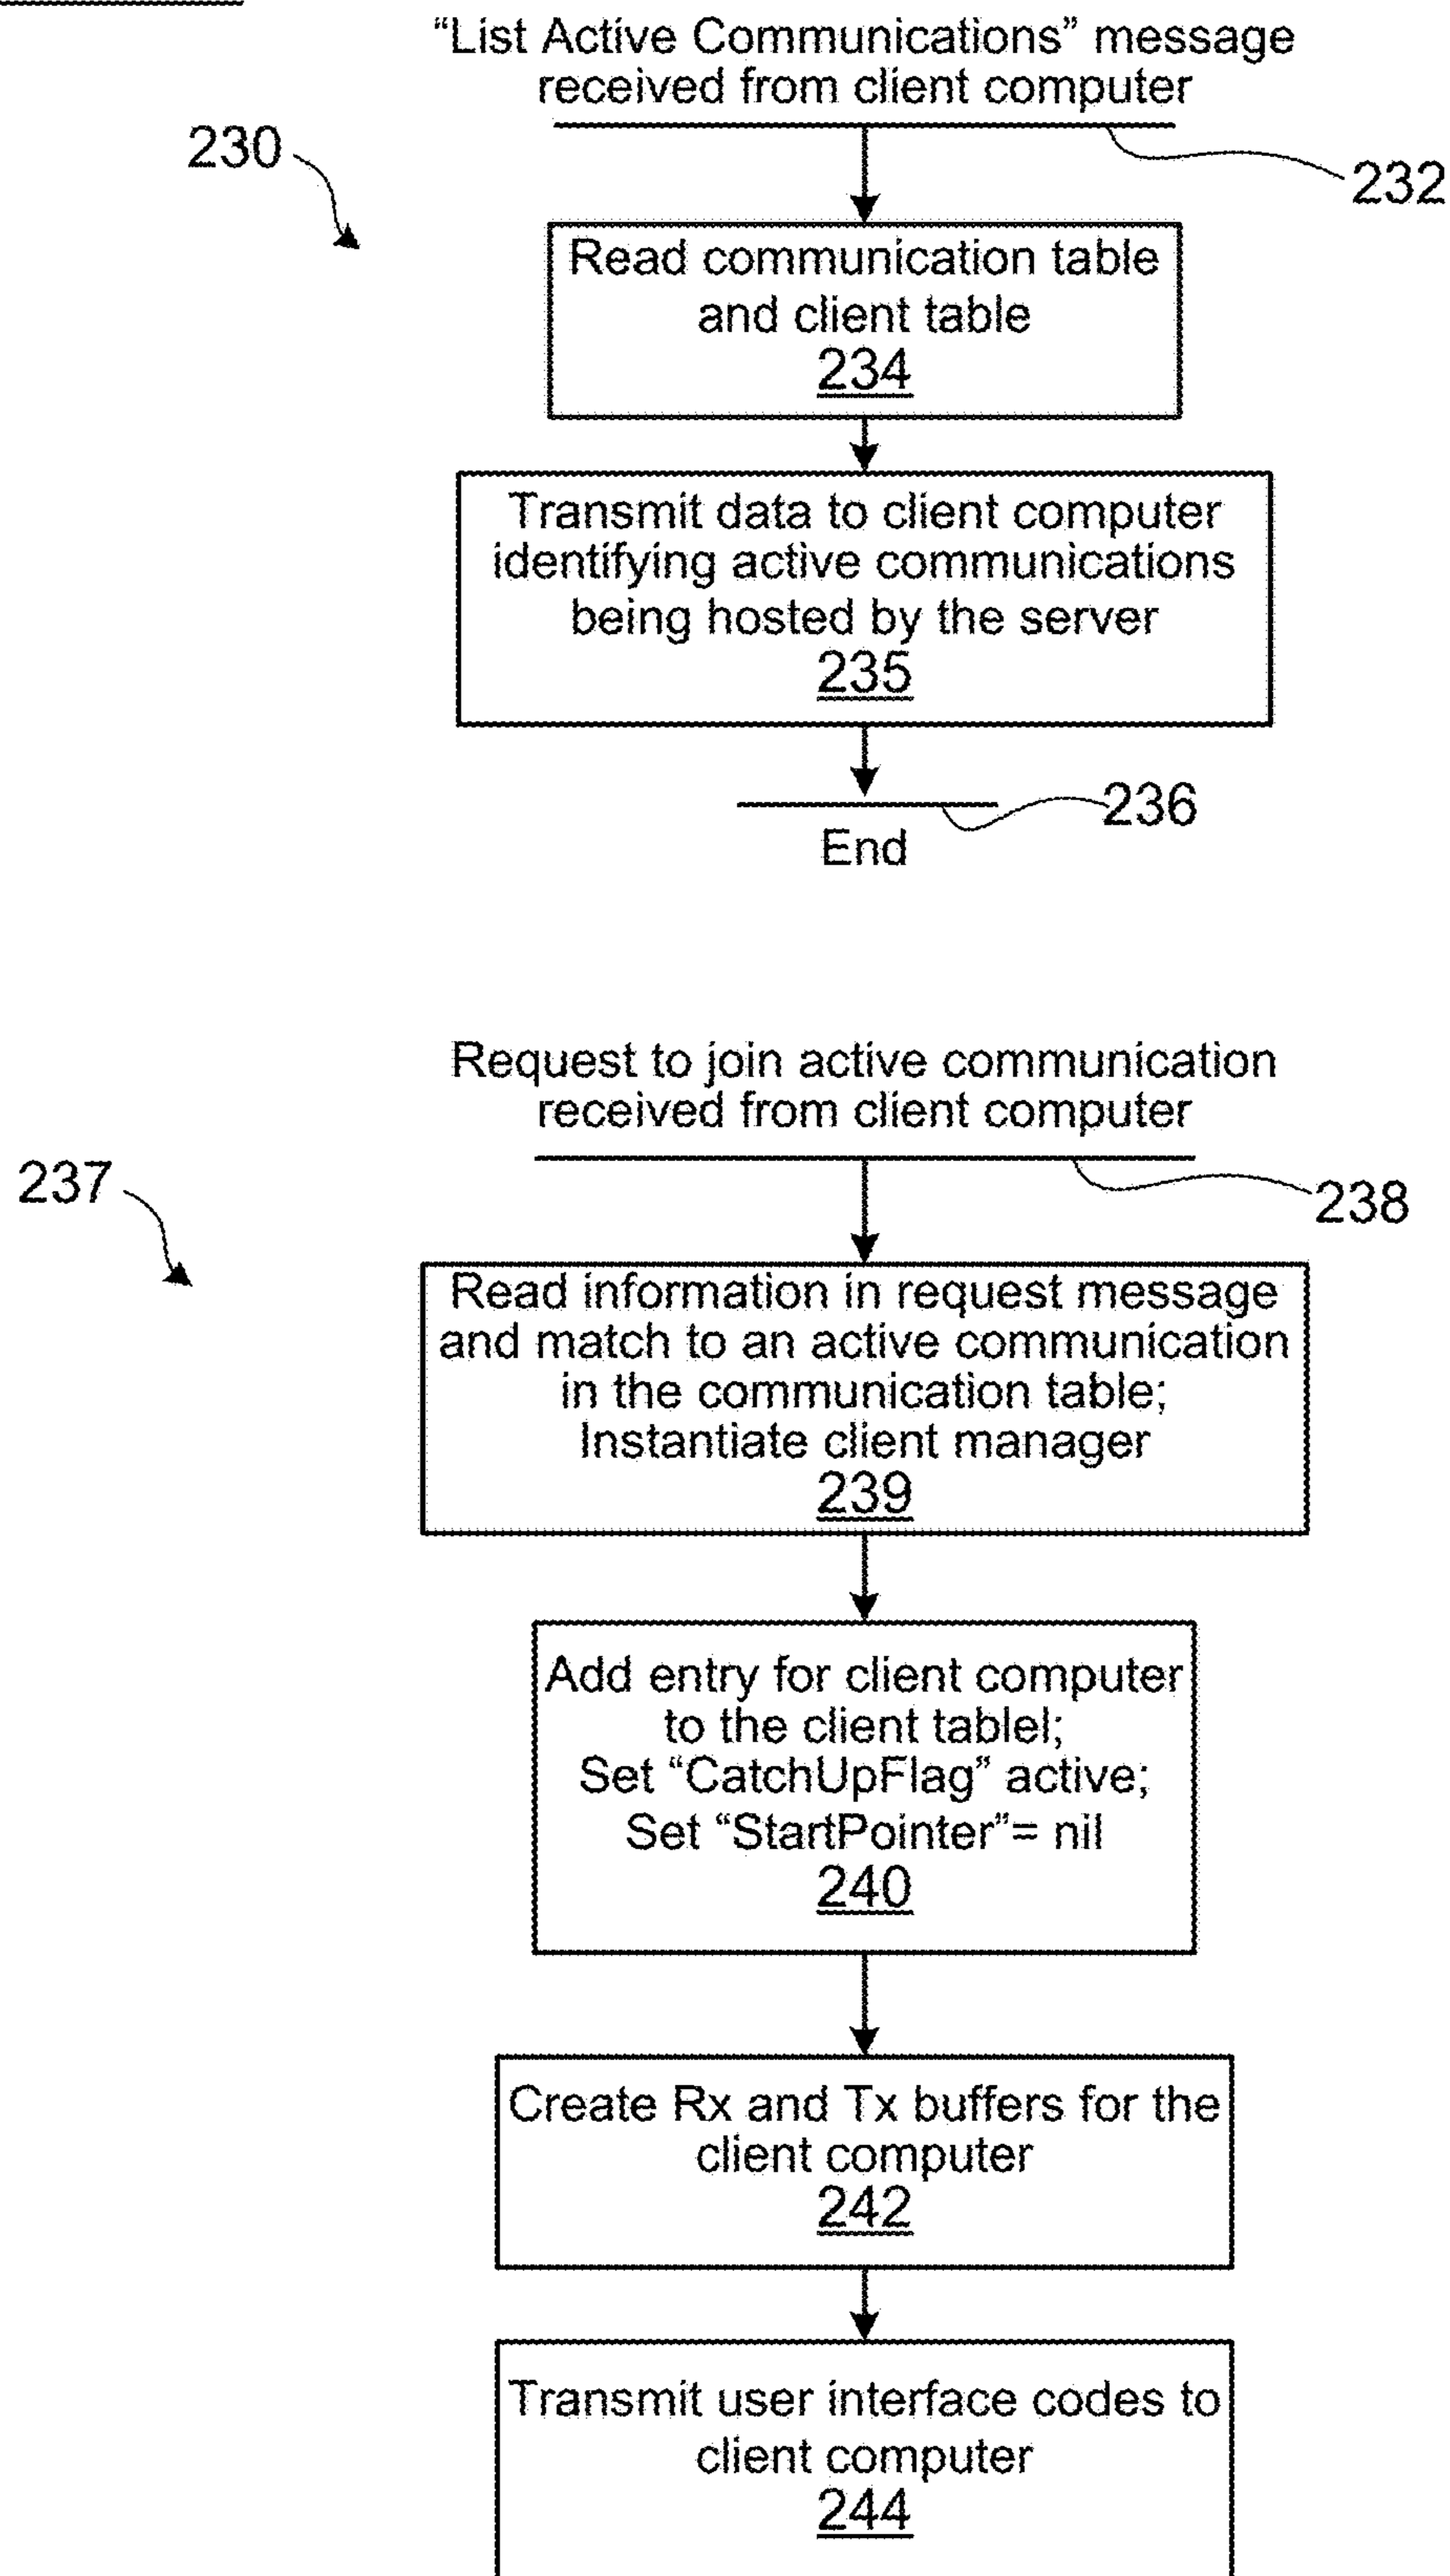 “List Active Communications” message
received from client computer
230
232
Read communication table
and client table
234
Transmit data to client computer
identifying active communications
being hosted by the server
235
236
End
Request to join active communication
received from client computer
237
238
Read information in request message
and match to an active communication
in the communication table;
Instantiate client manager
239
Add entry for client computer
to the client tablel;
Set “CatchUpFlag” active;
Set “StartPointer”= nil
240
Create Rx and Tx buffers for the
client computer
242
Transmit user interface codes to
client computer
244